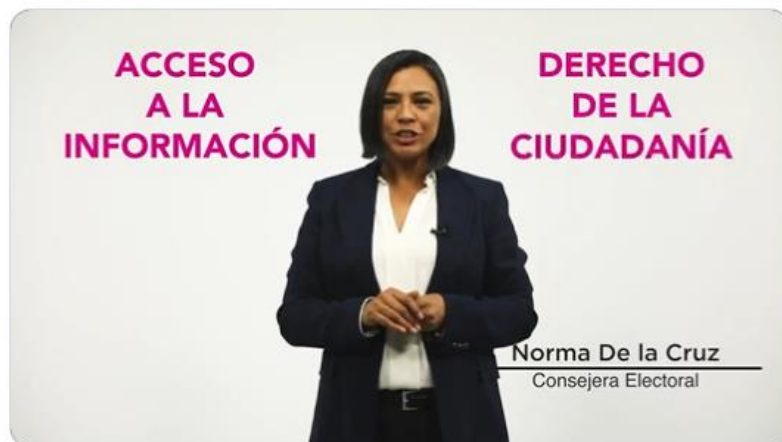 ACCESO
A LA
INFORMACIÓN
DERECHO
DE LA
CIUDADANÍA
Norma De la Cruz
Consejera Electoral